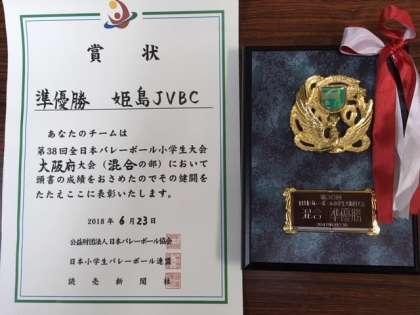 賞状
準優勝 姫島JVBC
あなたのチームは
第38回全日本バレーボール小学生大会
大阪府大会(混合の部)において
頭書の成績をおさめたのでその健闘を
たたえここに表彰いたします。
2018年6月23日
公益財団法人日本バレーボール協会
日本小学生バレーボール連盟
読売新聞社
混合 準優勝